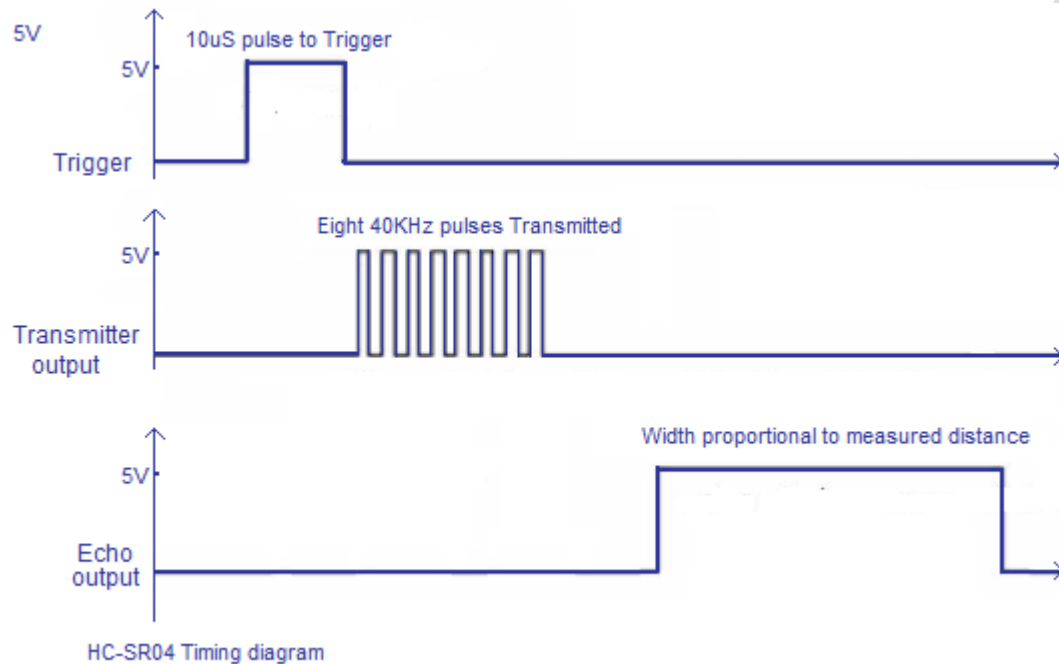 5V
10uS pulse to Trigger
5V
Trigger
Eight 40KHz pulses Transmitted
5V
Transmitter
output
Width proportional to measured distance
5V
Echo
output
HC-SR04 Timing diagram